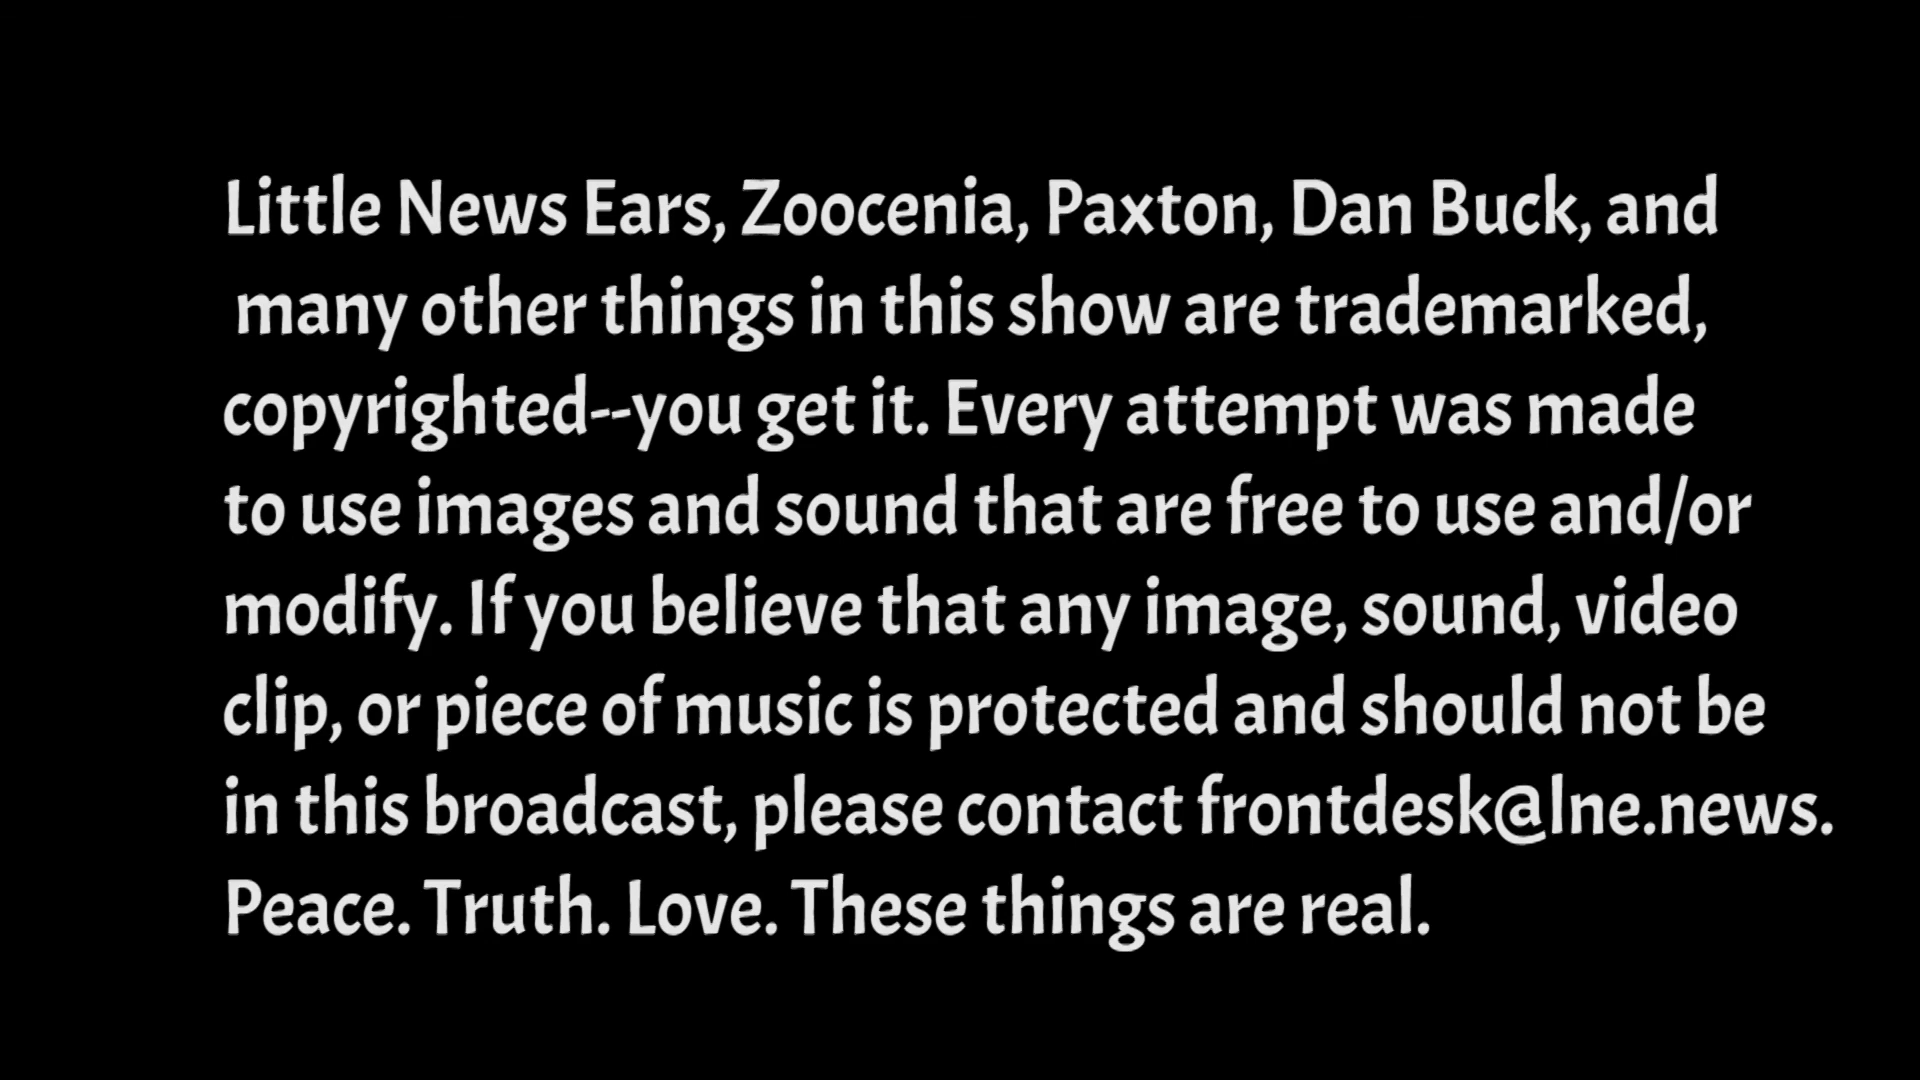 Little News Ears, Zoocenia, Paxton, Dan Buck, and
many other things in this show are trademarked,
copyrighted--you get it. Every attempt was made
to use images and sound that are free to use and/or
modify. If you believe that any image, sound, video
clip, or piece of music is protected and should not be
in this broadcast, please contact frontdesk@lne.news.
Peace. Truth. Love. These things are real.